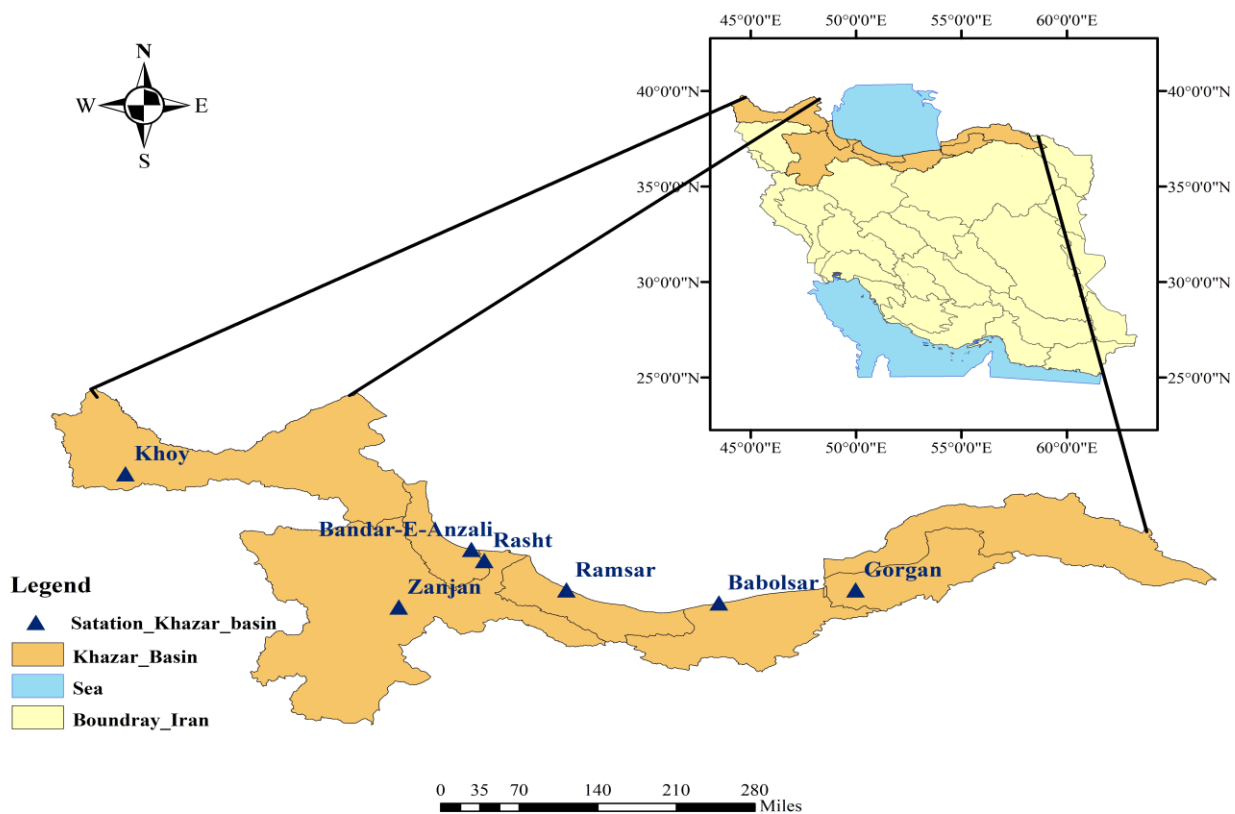 45°0'0"E 50°0'0"E 55°0'0"E 60°0'0"E
N
W E
S
40°0'0"N 40°0'0"N
35°0'0"N 35°0'0"N
30°0'0"N 30°0'0"N
25°0'0"N 25°0'0"N
45°0'0"E 50°0'0"E 55°0'0"E 60°0'0"E
Khoy
Bandar-E-Anzali
Rasht
Ramsar
Babolsar
Gorgan
Zanjan
Legend
Satation_Khazar_basin
Khazar_Basin
Sea
Boundray_Iran
0 35 70 140 210 280
Miles